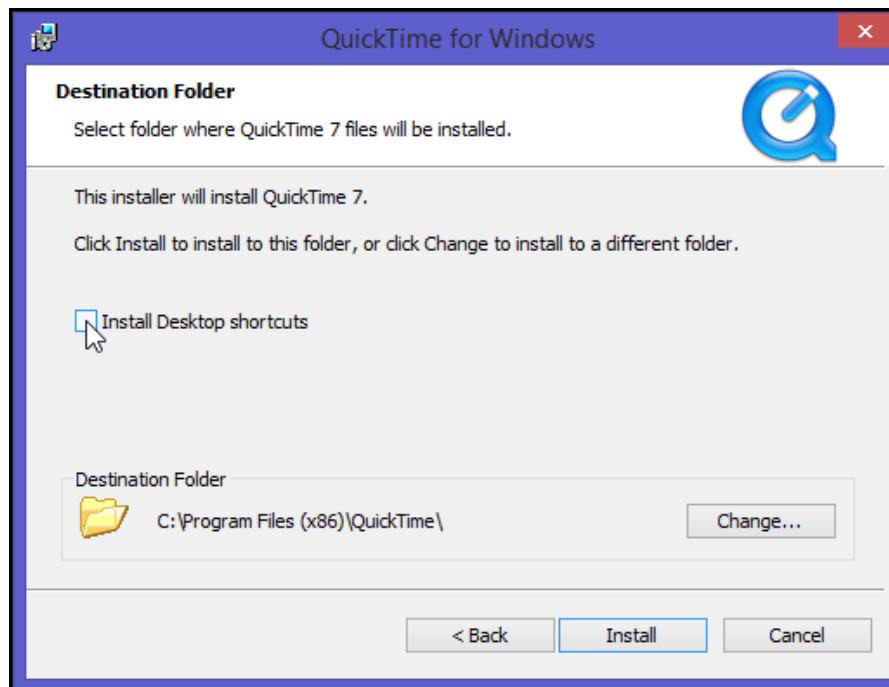 QuickTime for Windows
Destination Folder
Select folder where QuickTime 7 files will be installed.
This installer will install QuickTime 7.
Click Install to install to this folder, or click Change to install to a different folder.
Install Desktop shortcuts
Destination Folder
C:\Program Files (x86)\QuickTime\
Change...
< Back
Install
Cancel